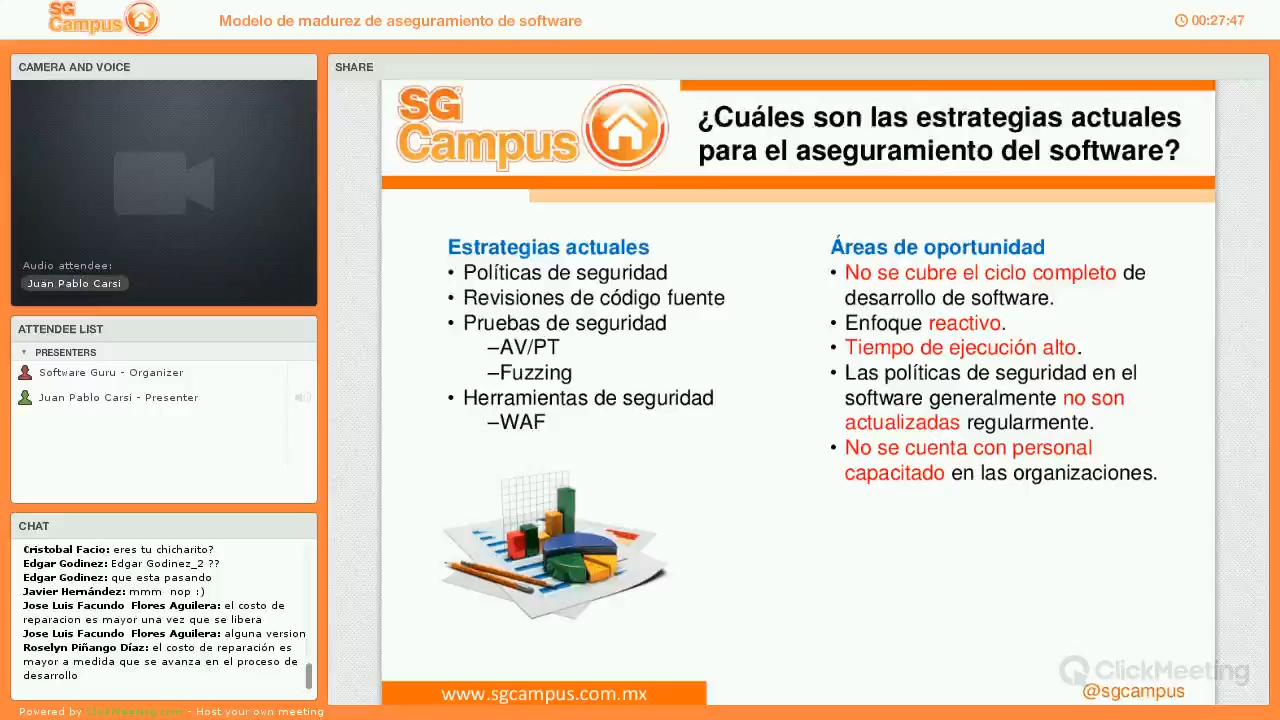 SG
Campus
Modelo de madurez de aseguramiento de software
00:27:47
CAMERA AND VOICE
Audio attendee:
Juan Pablo Carsi
ATTENDEE LIST
PRESENTERS
Software Guru - Organizer
Juan Pablo Carsi - Presenter
CHAT
Cristobal Facio: eres tu chicharito?
Edgar Godinez: Edgar Godinez_2 ??
Edgar Godinez: que esta pasando
Javier Hernández: mmm nop :)
Jose Luis Facundo Flores Aguilera: el costo de
reparacion es mayor una vez que se libera
Jose Luis Facundo Flores Aguilera: alguna version
Roselyn Piñango Díaz: el costo de reparación es
mayor a medida que se avanza en el proceso de
desarrollo
Powered by ClickMeeting.com - Host your own meeting
SHARE
SG
Campus
¿Cuáles son las estrategias actuales
para el aseguramiento del software?
Estrategias actuales
• Políticas de seguridad
• Revisiones de código fuente
• Pruebas de seguridad
–AV/PT
–Fuzzing
• Herramientas de seguridad
–WAF
Áreas de oportunidad
• No se cubre el ciclo completo de
desarrollo de software.
• Enfoque reactivo.
• Tiempo de ejecución alto.
• Las políticas de seguridad en el
software generalmente no son
actualizadas regularmente.
• No se cuenta con personal
capacitado en las organizaciones.
www.sgcampus.com.mx
ClickMeeting
@sgcampus